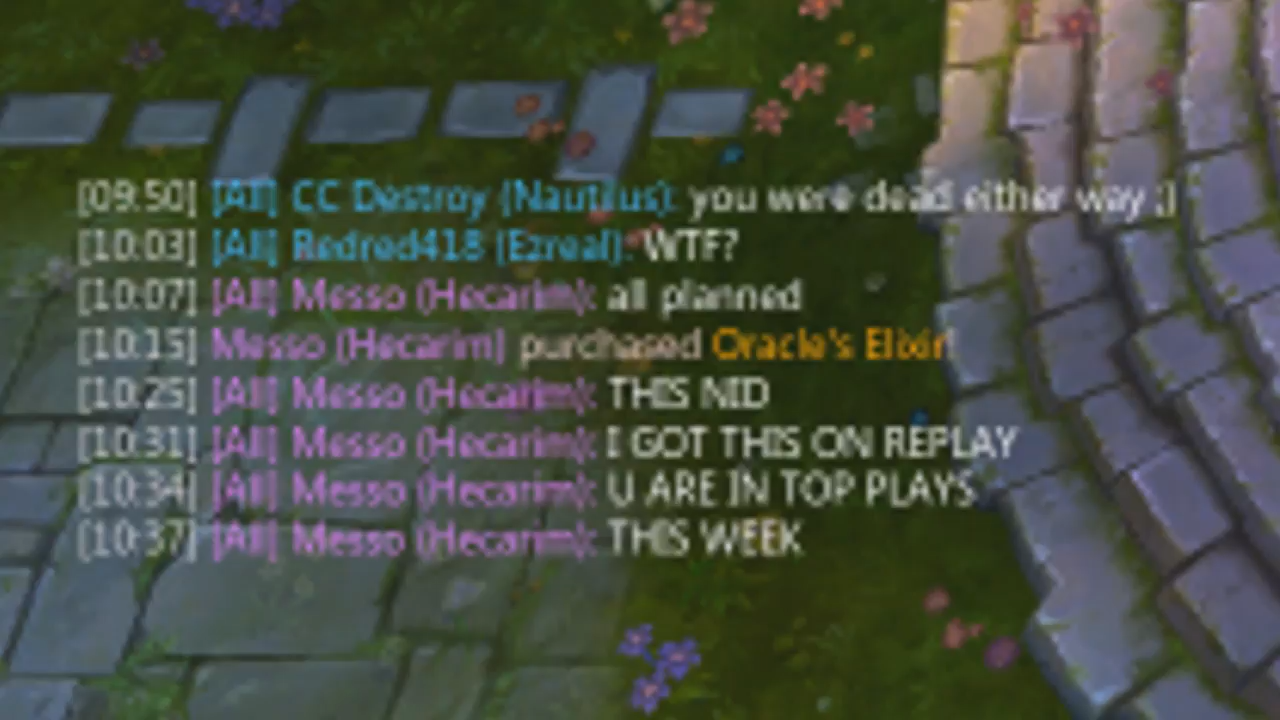 [09:50] [All] CC Destroy (Nautilus): you were dead either way ;)
[10:03] [All] Redred418 (Ezreal): WTF?
[10:07] [All] Messo (Hecarim): all planned
[10:15] Messo (Hecarim) purchased Oracle's Elixir!
[10:25] [All] Messo (Hecarim): THIS NID
[10:31] [All] Messo (Hecarim): I GOT THIS ON REPLAY
[10:34] [All] Messo (Hecarim): U ARE IN TOP PLAYS
[10:37] [All] Messo (Hecarim): THIS WEEK